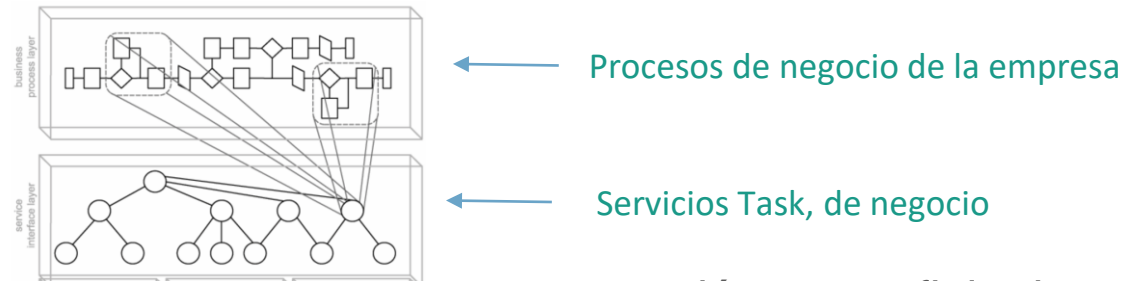 business
process layer
Procesos de negocio de la empresa
service
interface layer
Servicios Task, de negocio